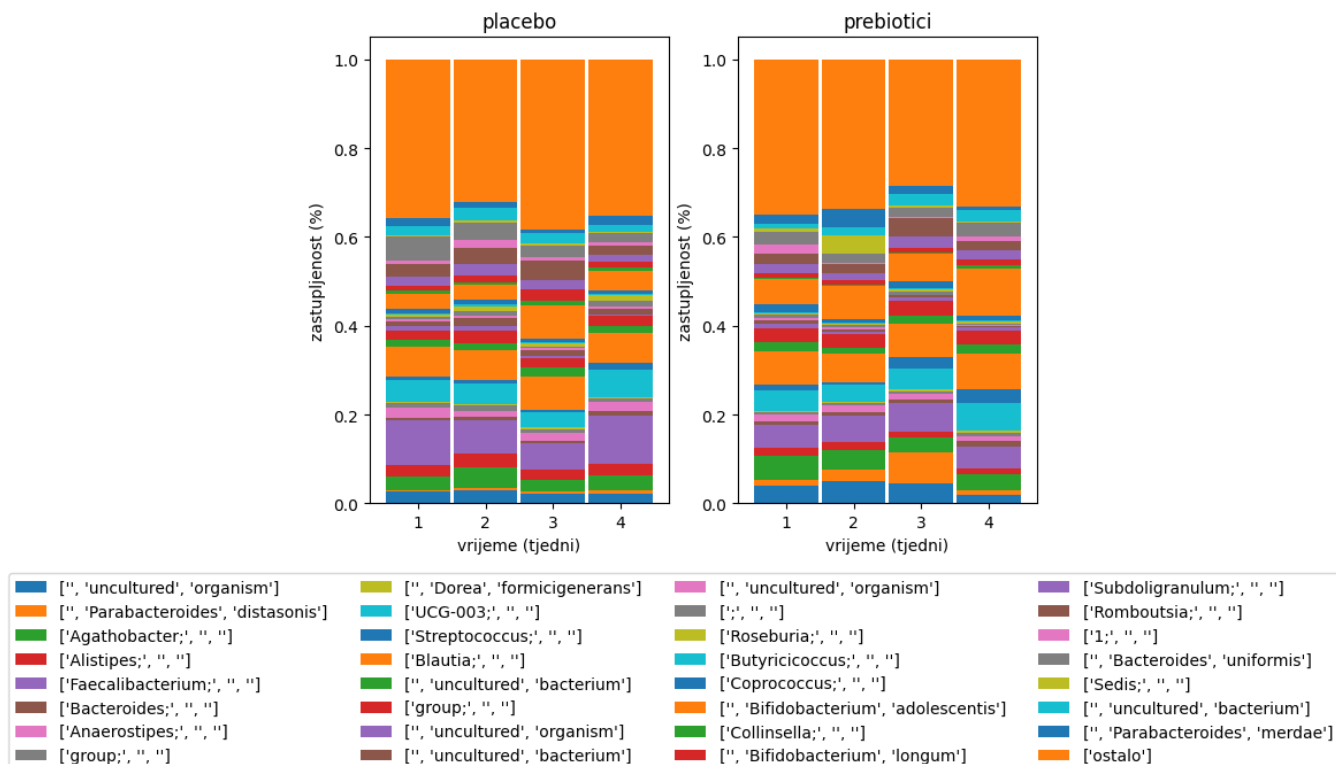 placebo
prebiotici
1.0
0.8
0.6
0.4
0.2
0.0
zastupljenost (%)
1 2 3 4
vrijeme (tjedni)
1.0
0.8
0.6
0.4
0.2
0.0
zastupljenost (%)
1 2 3 4
vrijeme (tjedni)
['', 'uncultured', 'organism']
['', 'Parabacteroides', 'distasonis']
['Agathobacter;', '', '']
['Alistipes;', '', '']
['Faecalibacterium;', '', '']
['Bacteroides;', '', '']
['Anaerostipes;', '', '']
['group;', '', '']
['', 'Dorea', 'formicigenerans']
['UCG-003;', '', '']
['Streptococcus;', '', '']
['Blautia;', '', '']
['', 'uncultured', 'bacterium']
['group;', '', '']
['', 'uncultured', 'organism']
['', 'uncultured', 'bacterium']
['', 'uncultured', 'organism']
[';', '', '']
['Roseburia;', '', '']
['Butyricicoccus;', '', '']
['Coprococcus;', '', '']
['', 'Bifidobacterium', 'adolescentis']
['Collinsella;', '', '']
['', 'Bifidobacterium', 'longum']
['Subdoligranulum;', '', '']
['Romboutsia;', '', '']
['1;', '', '']
['', 'Bacteroides', 'uniformis']
['Sedis;', '', '']
['', 'uncultured', 'bacterium']
['', 'Parabacteroides', 'merdae']
['ostalo']